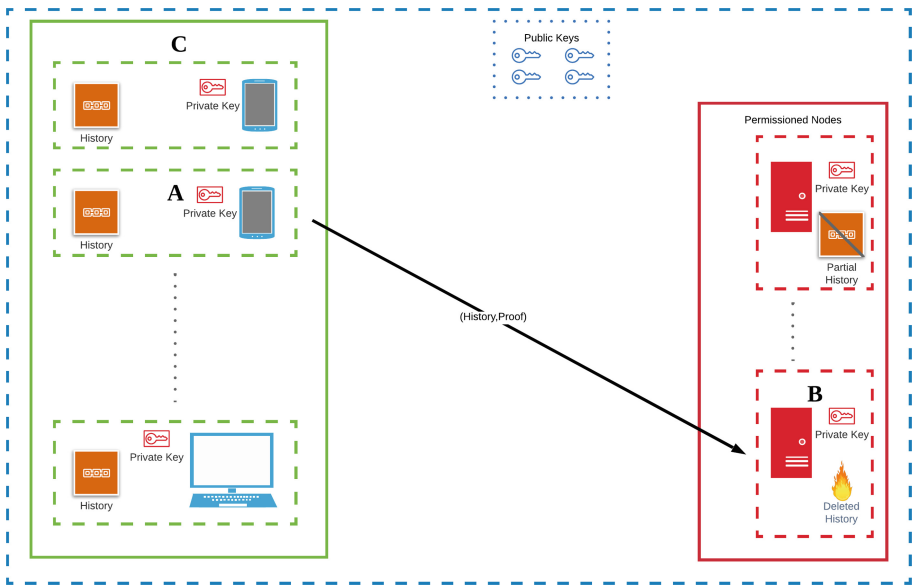 C
Private Key
History
A
Private Key
History
Private Key
History
Public Keys
(History,Proof)
Permissioned Nodes
Private Key
Partial
History
B
Private Key
Deleted
History